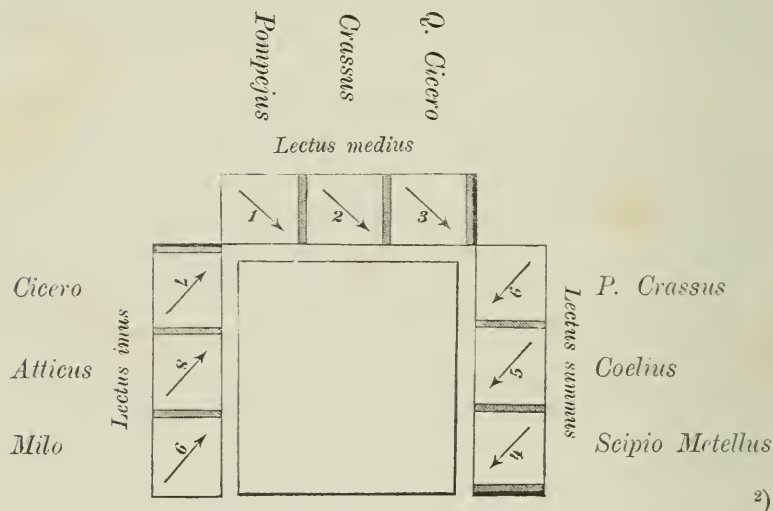 Pompejus
Crassus
Q. Cicero
Lectus medius
1 2 3
Cicero 7 6 P. Crassus
Lectus imus
Lectus summus
Atticus 8 5 Coelius
Milo 9 4 Scipio Metellus
²)